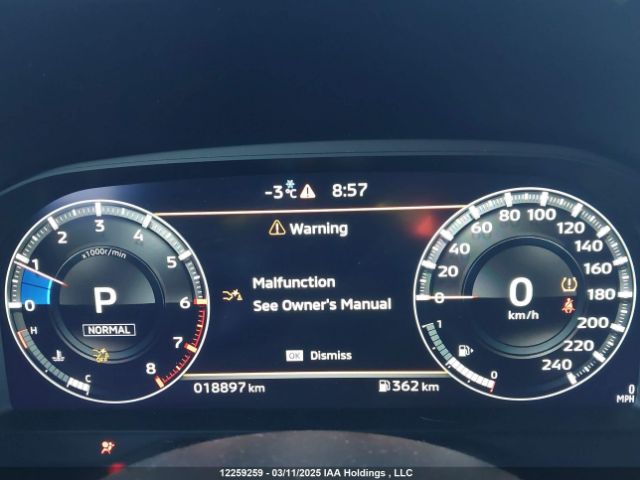 -3°C 8:57
Warning
Malfunction
See Owner's Manual
OK Dismiss
018897 km
362 km
0 1 2 3 4 5 6 7 8
x1000r/min
P
NORMAL
H
C
0 20 40 60 80 100 120 140 160 180 200 220 240
0
km/h
1
0
0
MPH
12259259 - 03/11/2025 IAA Holdings , LLC